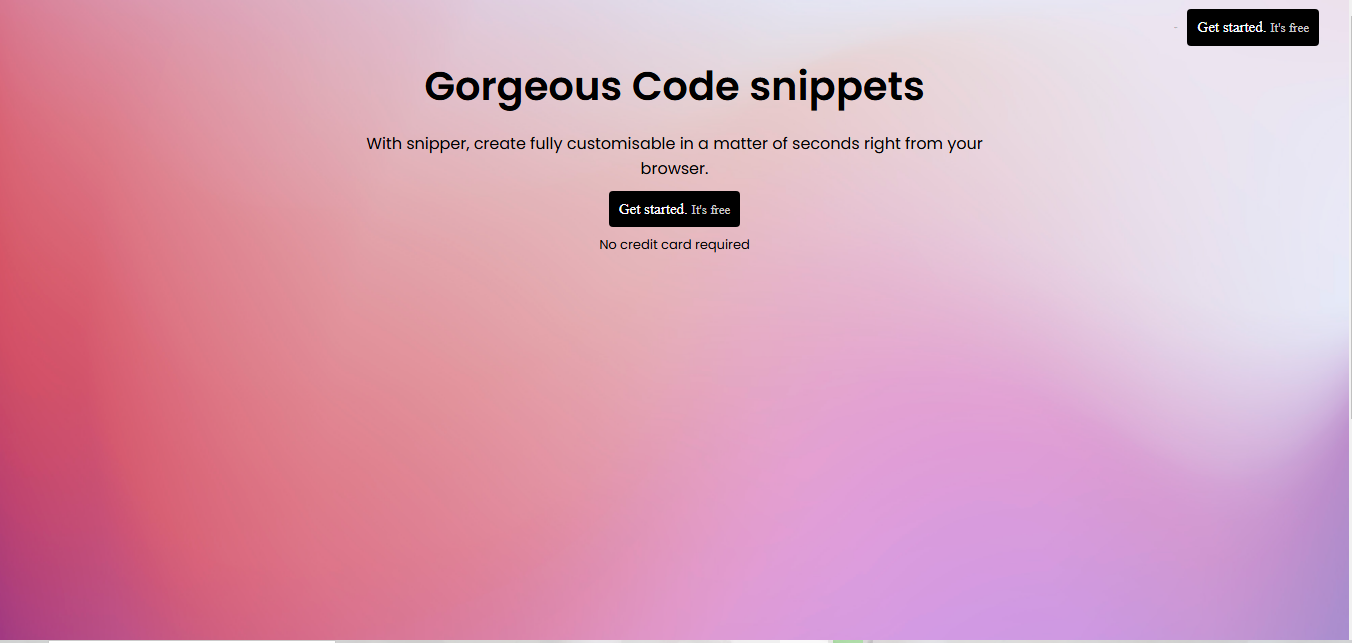 Get started. It's free
Gorgeous Code snippets
With snipper, create fully customisable in a matter of seconds right from your
browser.
Get started. It's free
No credit card required